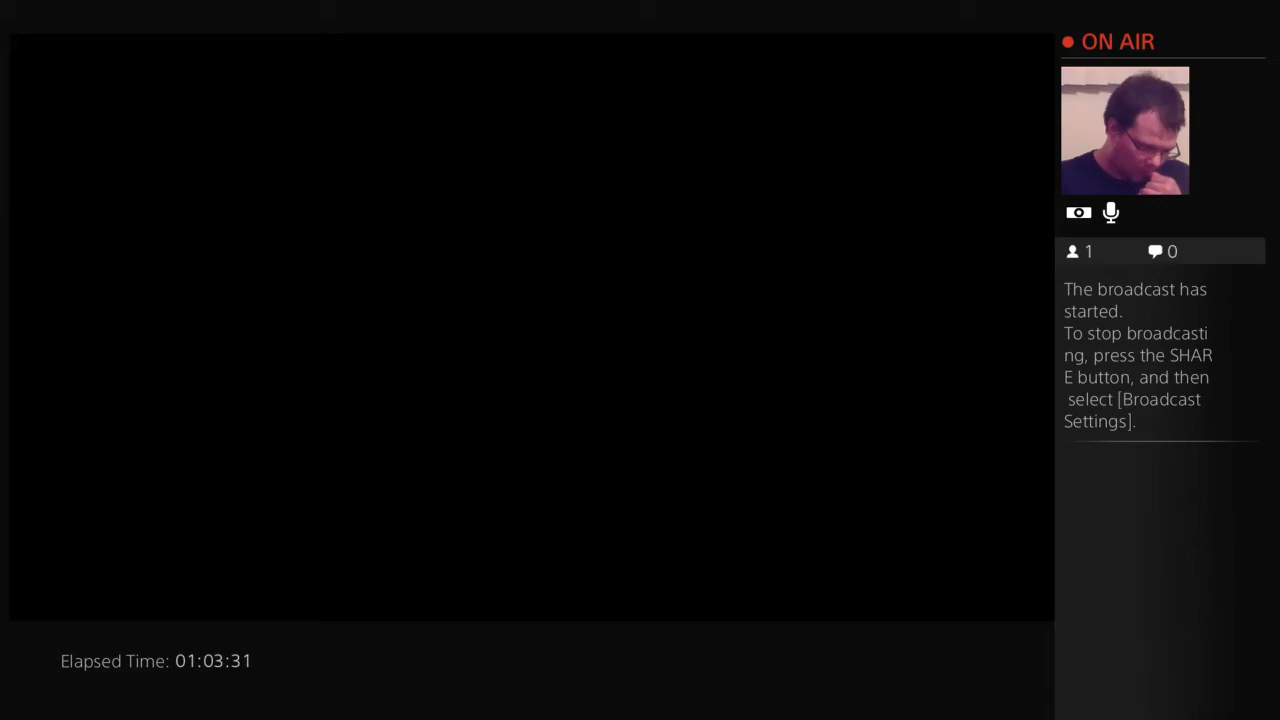 ON AIR
1 0
The broadcast has
started.
To stop broadcasti
ng, press the SHAR
E button, and then
select [Broadcast
Settings].
Elapsed Time: 01:03:31